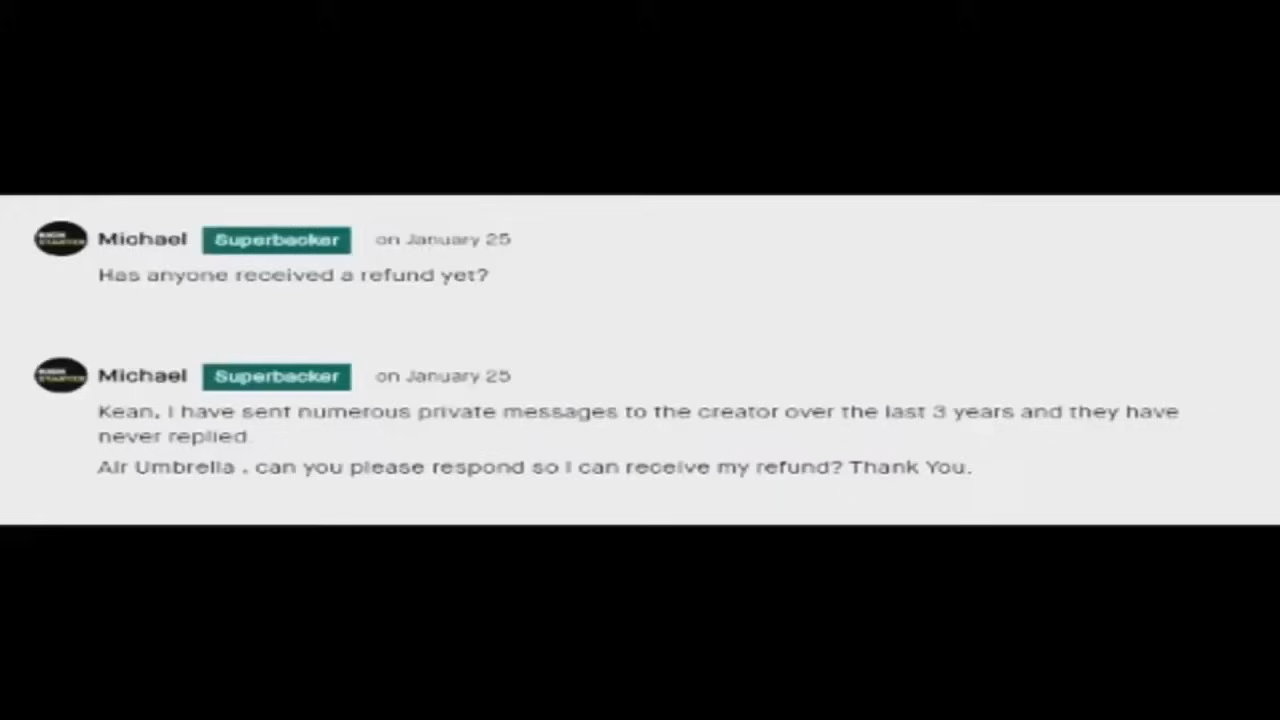 Michael Superbacker on January 25
Has anyone received a refund yet?
Michael Superbacker on January 25
Kean, I have sent numerous private messages to the creator over the last 3 years and they have
never replied.
Air Umbrella , can you please respond so I can receive my refund? Thank You.